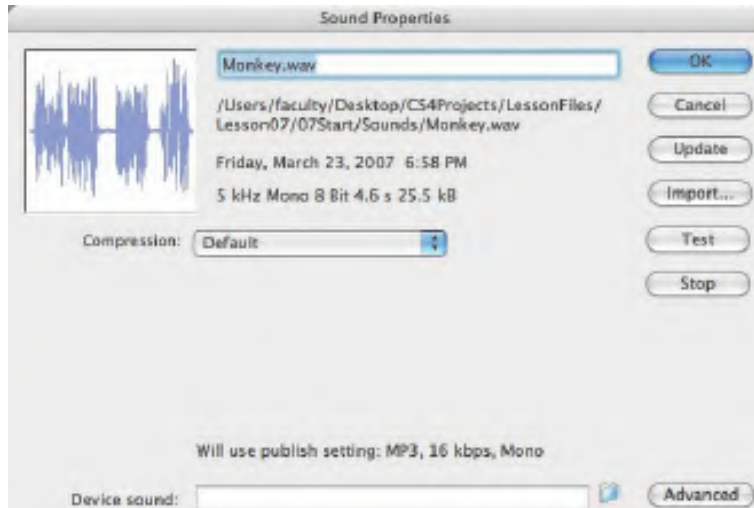 Sound Properties
Monkey.wav
OK
/Users/faculty/Desktop/CS4Projects/LessonFiles/
Lesson07/07Start/Sounds/Monkey.wav
Cancel
Update
Friday, March 23, 2007 6:58 PM
5 kHz Mono 8 Bit 4.6 s 25.5 kB
Import...
Compression: Default
Test
Stop
Will use publish setting: MP3, 16 kbps, Mono
Device sound:
Advanced